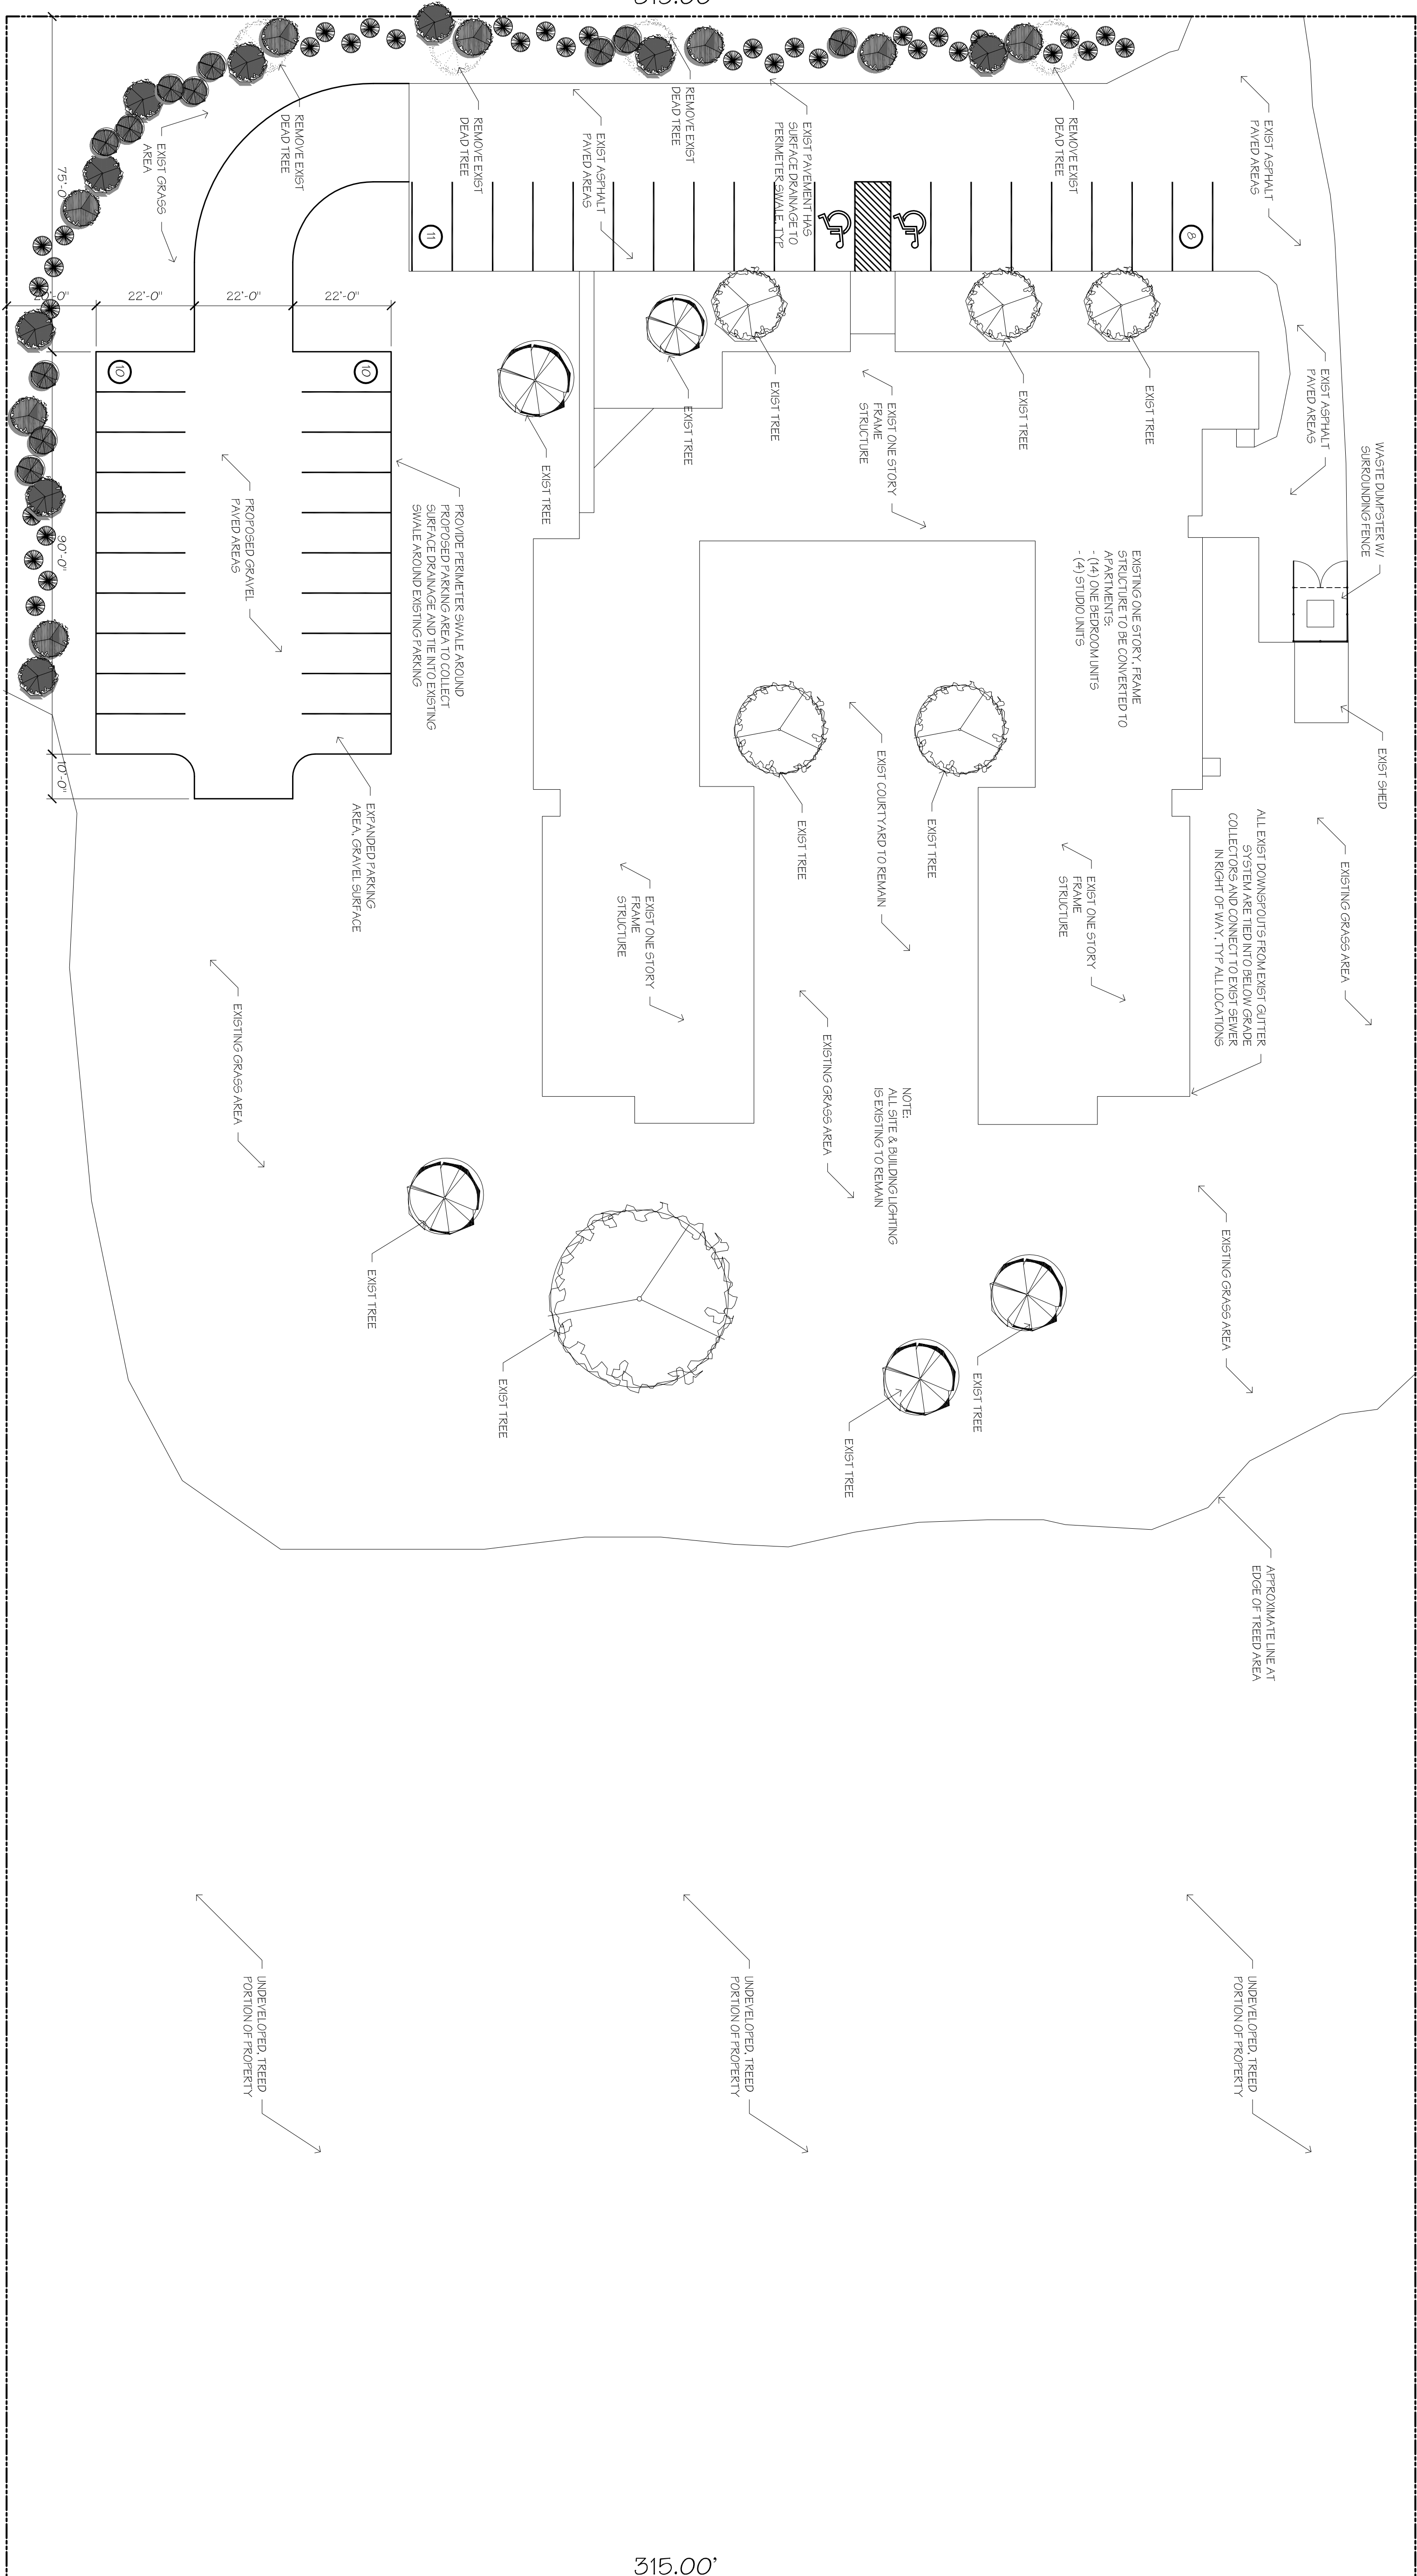 315.00'
EXIST ASPHALT
PAVED AREAS
REMOVE EXIST
DEAD TREE
EXIST PAVEMENT HAS
SURFACE DRAINAGE TO
PERIMETER SWALE, TYP
REMOVE EXIST
DEAD TREE
EXIST ASPHALT
PAVED AREAS
REMOVE EXIST
DEAD TREE
REMOVE EXIST
DEAD TREE
EXIST GRASS
AREA
75'-0"
8
11
20'-0"
22'-0"
22'-0"
22'-0"
10
10
90'-0"
10'-0"
EXIST ASPHALT
PAVED AREAS
WASTE DUMPSTER W/
SURROUNDING FENCE
EXIST SHED
EXIST TREE
EXIST TREE
EXIST ONE STORY
FRAME
STRUCTURE
EXIST TREE
EXIST TREE
EXIST TREE
PROVIDE PERIMETER SWALE AROUND
PROPOSED PARKING AREA TO COLLECT
SURFACE DRAINAGE AND TIE INTO EXISTING
SWALE AROUND EXISTING PARKING
PROPOSED GRAVEL
PAVED AREAS
EXISTING ONE STORY, FRAME
STRUCTURE TO BE CONVERTED TO
APARTMENTS:
- (14) ONE BEDROOM UNITS
- (4) STUDIO UNITS
EXPANDED PARKING
AREA, GRAVEL SURFACE
EXIST COURTYARD TO REMAIN
EXIST TREE
EXIST TREE
ALL EXIST DOWNSPOUTS FROM EXIST GUTTER
SYSTEM ARE TIED INTO BELOW GRADE
COLLECTORS AND CONNECT TO EXIST SEWER
IN RIGHT OF WAY, TYP ALL LOCATIONS
EXISTING GRASS AREA
EXIST ONE STORY
FRAME
STRUCTURE
EXIST ONE STORY
FRAME
STRUCTURE
EXISTING GRASS AREA
EXISTING GRASS AREA
NOTE:
ALL SITE & BUILDING LIGHTING
IS EXISTING TO REMAIN
EXISTING GRASS AREA
EXIST TREE
EXIST TREE
EXIST TREE
EXIST TREE
APPROXIMATE LINE AT
EDGE OF TREED AREA
UNDEVELOPED, TREED
PORTION OF PROPERTY
UNDEVELOPED, TREED
PORTION OF PROPERTY
UNDEVELOPED, TREED
PORTION OF PROPERTY
315.00'